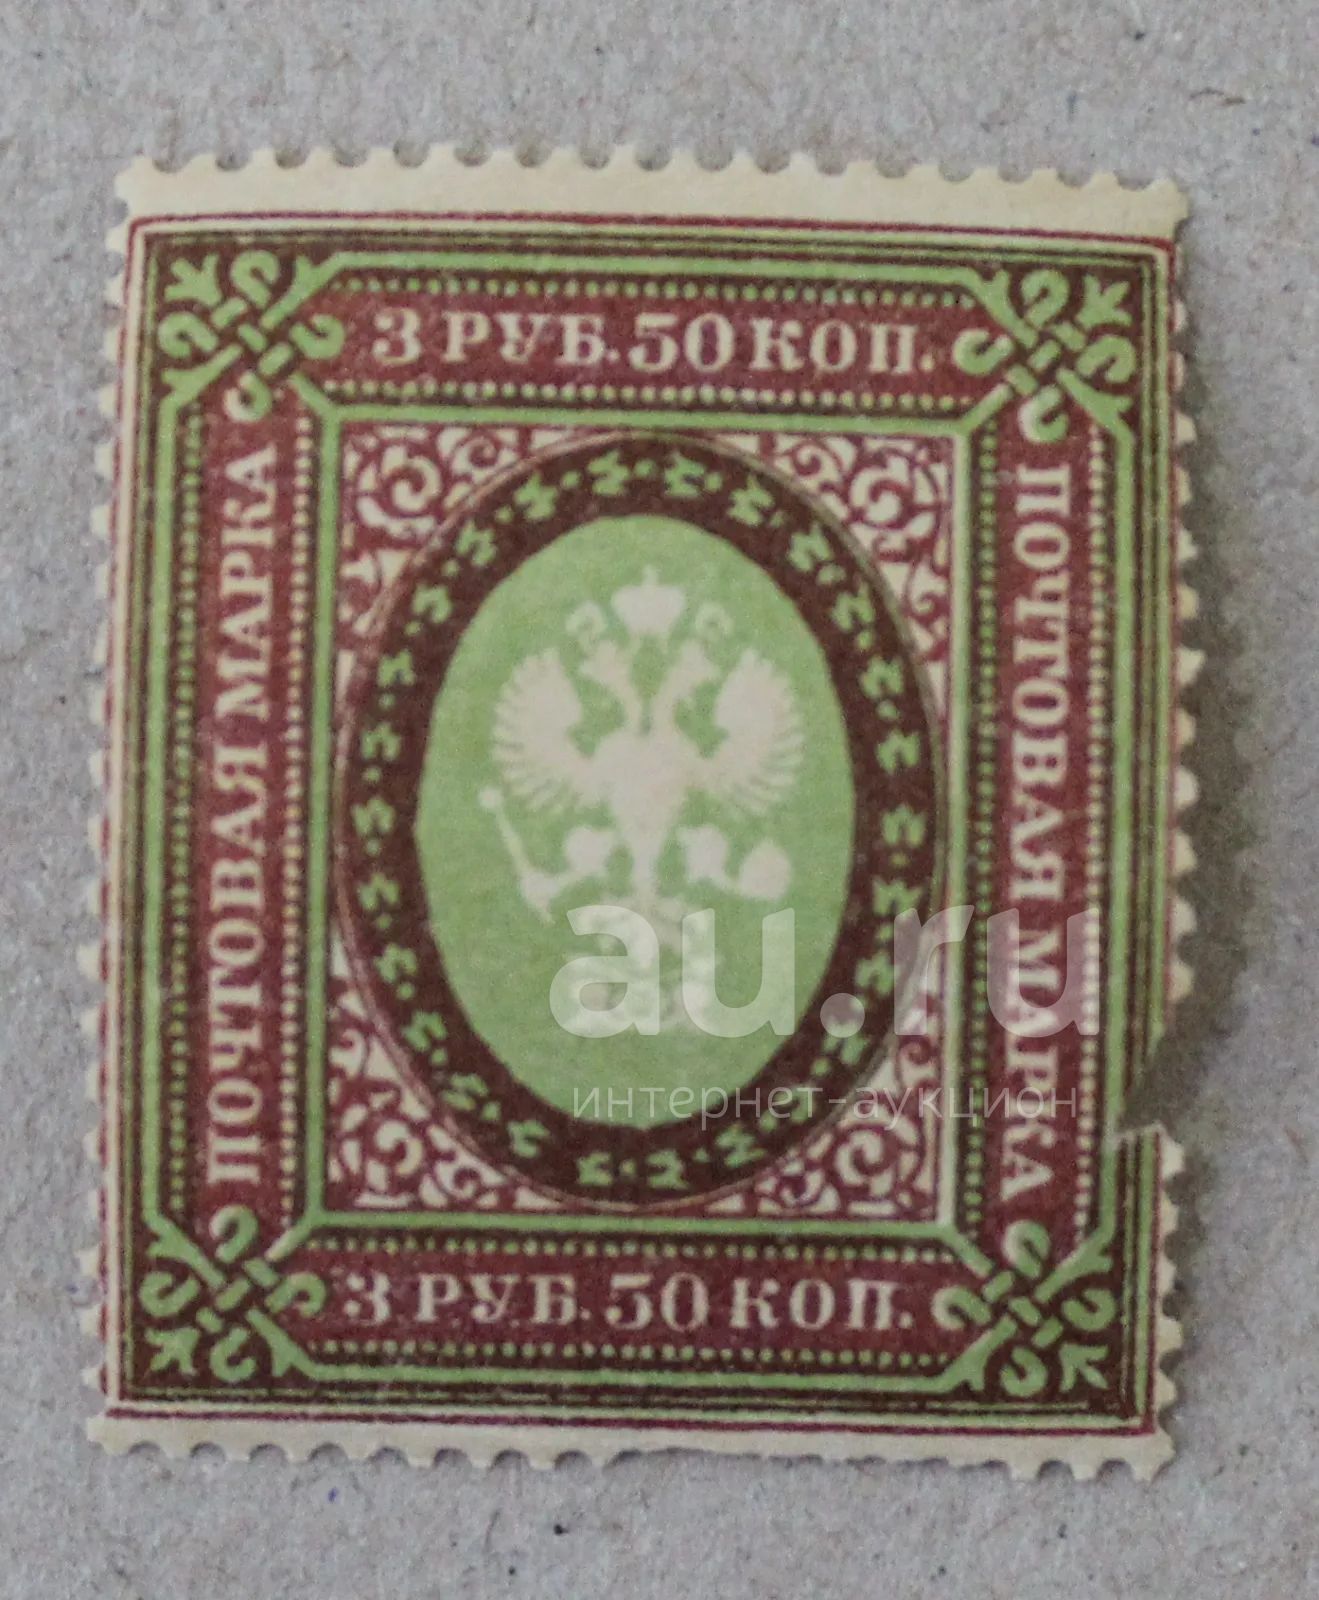 3 РУБ. 50 КОП.
ПОЧТОВАЯ МАРКА
ПОЧТОВАЯ МАРКА
au.ru
интернет-аукцион
3 РУБ. 50 КОП.